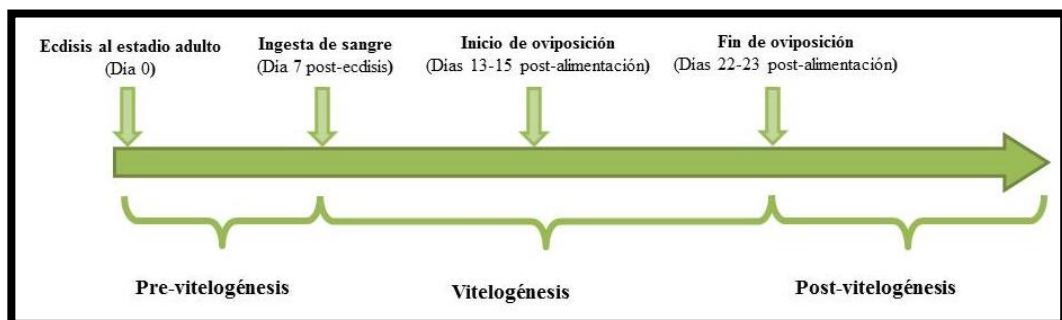 Ecdisis al estadio adulto
(Día 0)
Ingesta de sangre
(Día 7 post-ecdisis)
Inicio de oviposición
(Días 13-15 post-alimentación)
Fin de oviposición
(Días 22-23 post-alimentación)
Pre-vitelogénesis
Vitelogénesis
Post-vitelogénesis